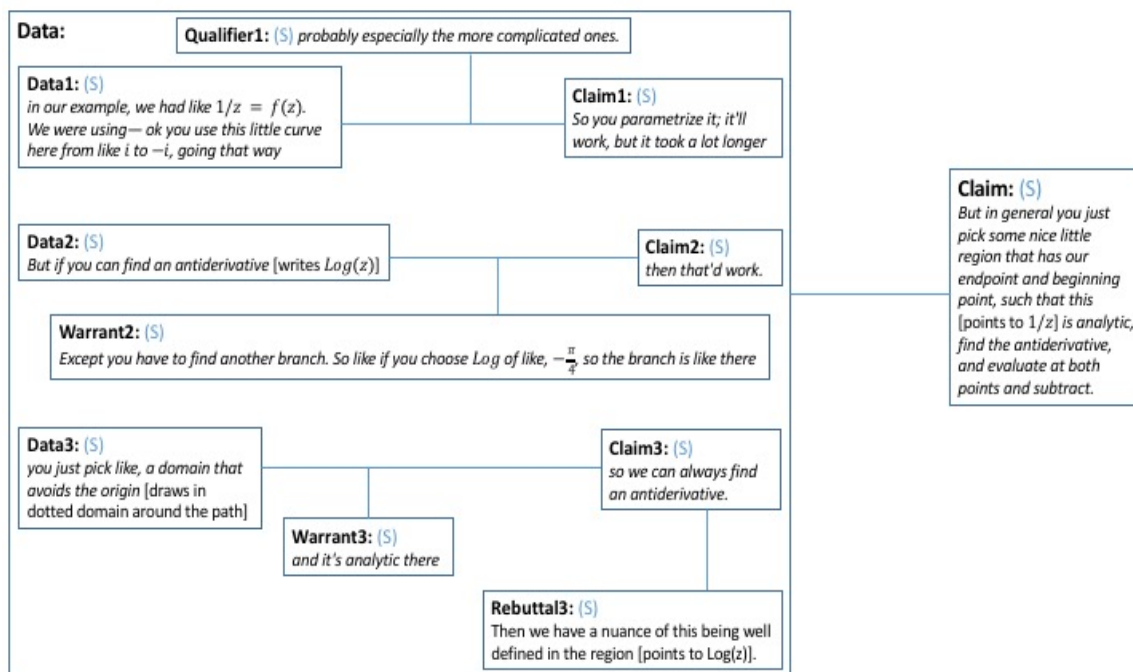 Data:
Qualifier1: (S) probably especially the more complicated ones.
Data1: (S)
in our example, we had like 1/z = f(z).
We were using— ok you use this little curve
here from like i to −i, going that way
Claim1: (S)
So you parametrize it; it'll
work, but it took a lot longer
Data2: (S)
But if you can find an antiderivative [writes Log(z)]
Claim2: (S)
then that'd work.
Warrant2: (S)
Except you have to find another branch. So like if you choose Log of like, −π/4, so the branch is like there
Data3: (S)
you just pick like, a domain that
avoids the origin [draws in
dotted domain around the path]
Claim3: (S)
so we can always find
an antiderivative.
Warrant3: (S)
and it's analytic there
Rebuttal3: (S)
Then we have a nuance of this being well
defined in the region [points to Log(z)].
Claim: (S)
But in general you just
pick some nice little
region that has our
endpoint and beginning
point, such that this
[points to 1/z] is analytic,
find the antiderivative,
and evaluate at both
points and subtract.